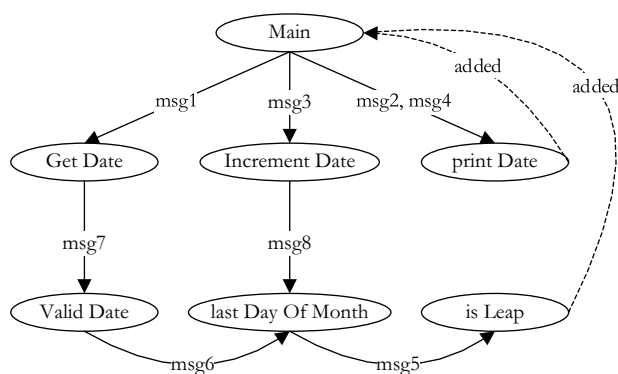 Main
added
added
msg1
msg3
msg2, msg4
Get Date
Increment Date
print Date
msg7
msg8
Valid Date
last Day Of Month
is Leap
msg6
msg5